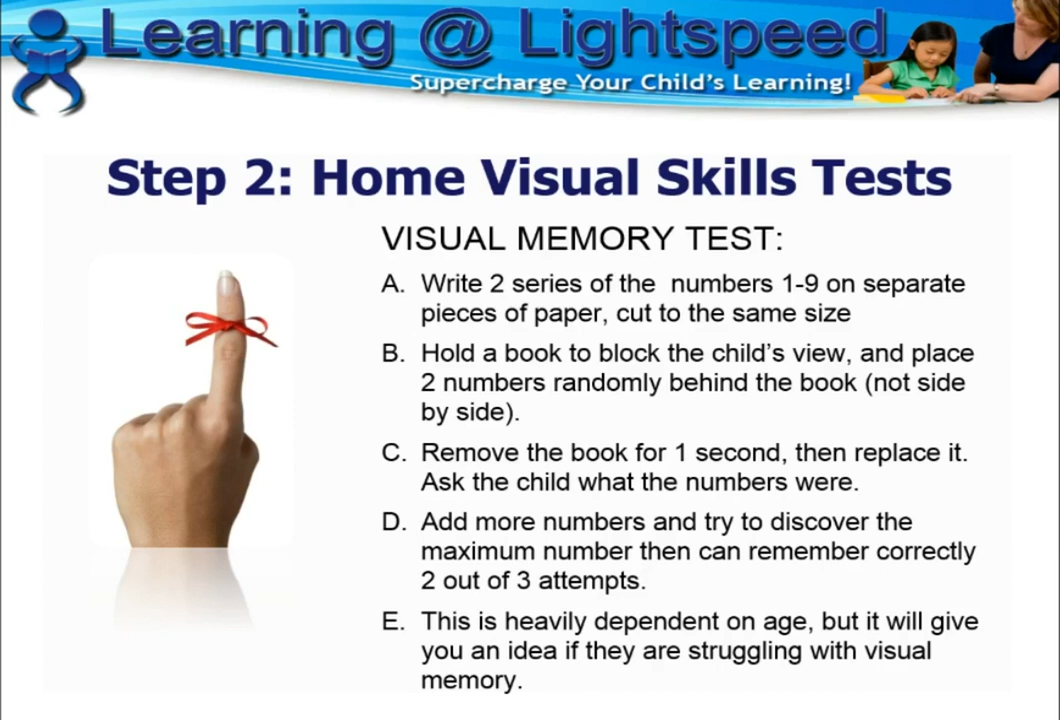 Learning @ Lightspeed
Supercharge Your Child's Learning!
Step 2: Home Visual Skills Tests
VISUAL MEMORY TEST:
A. Write 2 series of the  numbers 1-9 on separate
pieces of paper, cut to the same size
B. Hold a book to block the child's view, and place
2 numbers randomly behind the book (not side
by side).
C. Remove the book for 1 second, then replace it.
Ask the child what the numbers were.
D. Add more numbers and try to discover the
maximum number then can remember correctly
2 out of 3 attempts.
E. This is heavily dependent on age, but it will give
you an idea if they are struggling with visual
memory.